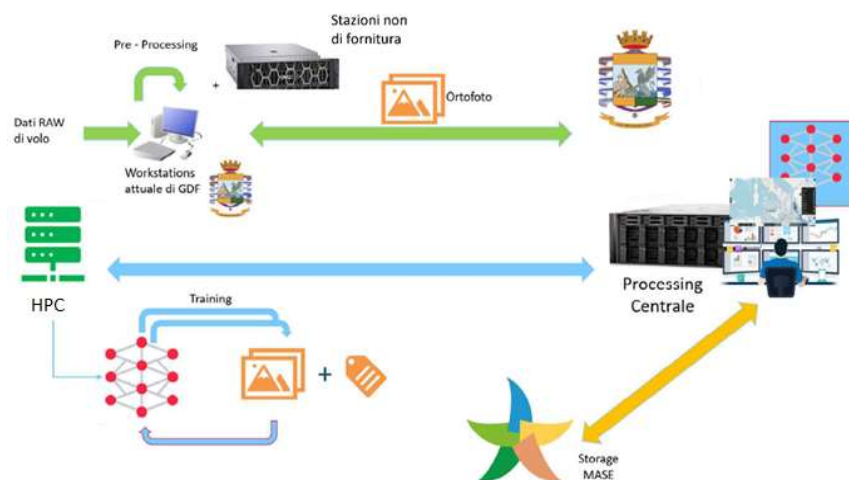 Pre - Processing
+
Stazioni non
di fornitura
Dati RAW
di volo
Ortofoto
Workstations
attuale di GDF
HPC
Training
+
Processing
Centrale
Storage
MASE